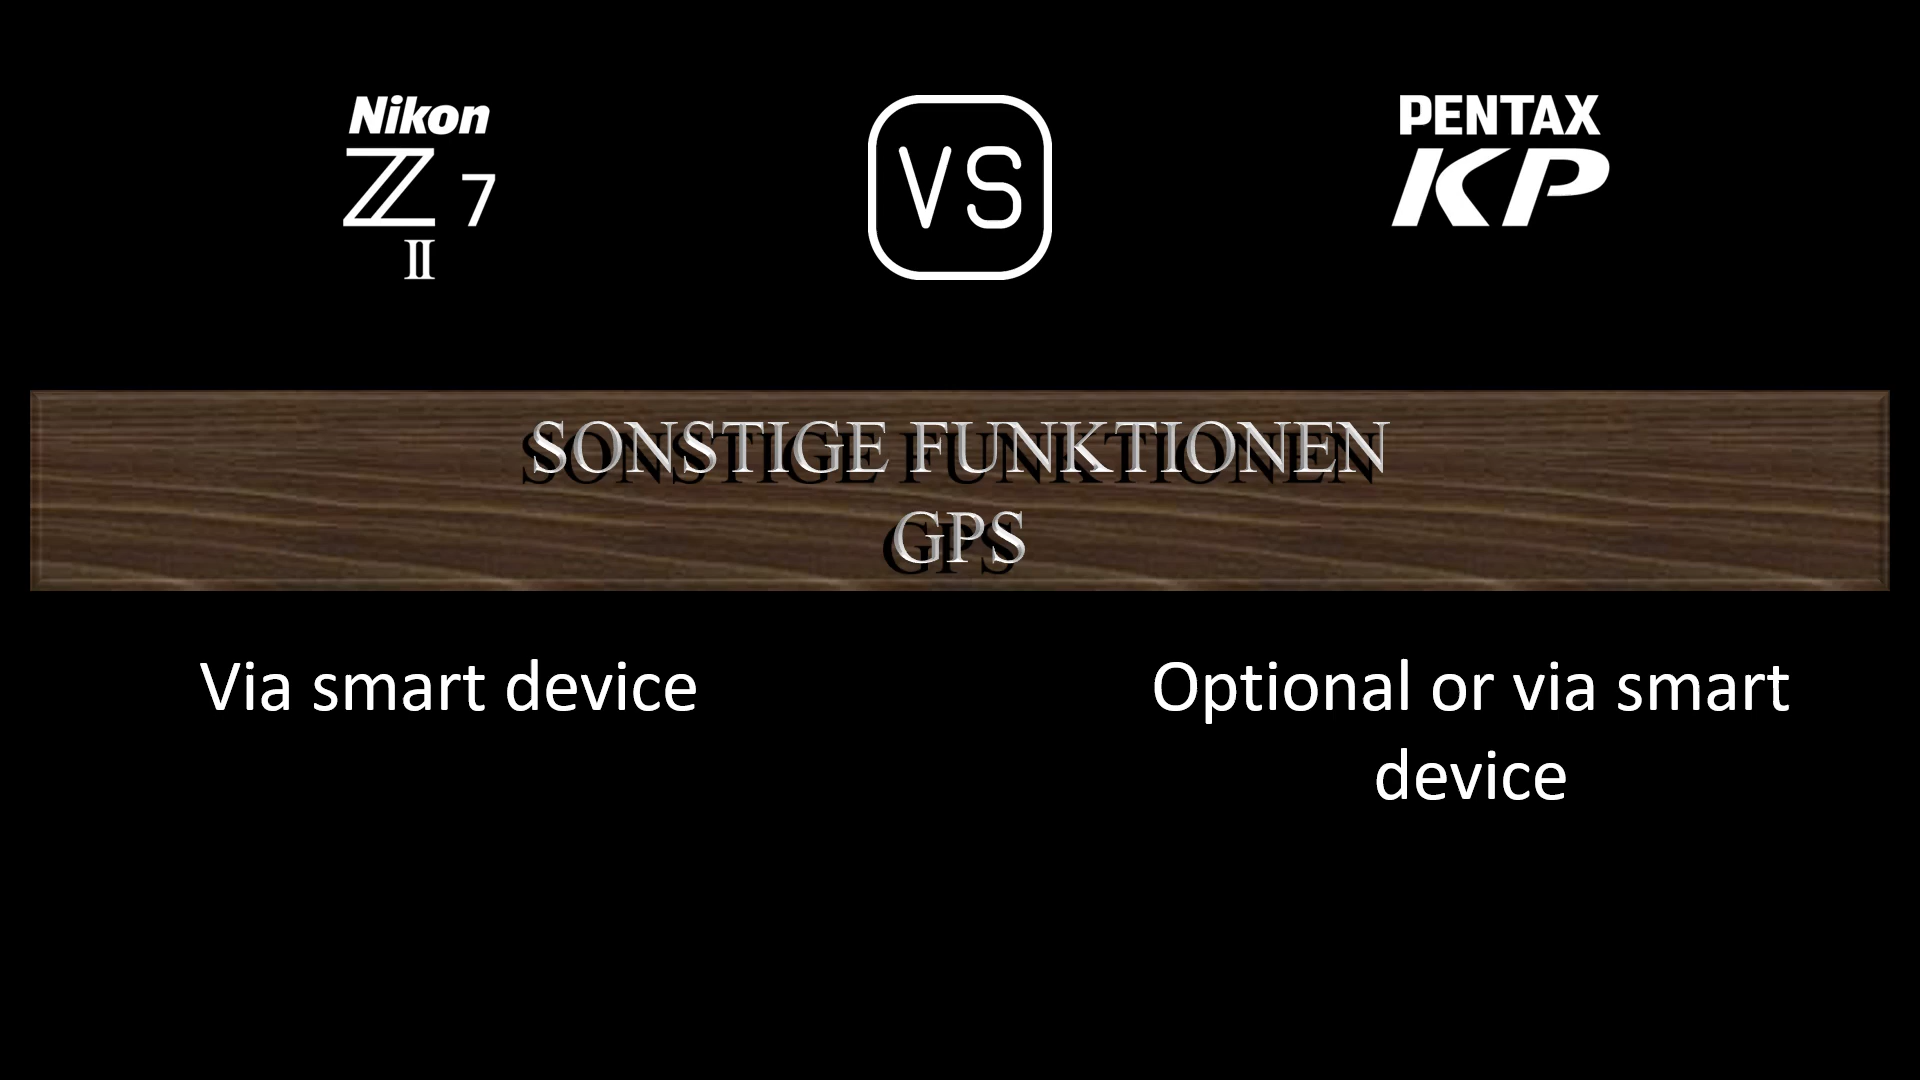 Nikon
Z 7
II
VS
PENTAX
KP
SONSTIGE FUNKTIONEN
GPS
Via smart device
Optional or via smart
device